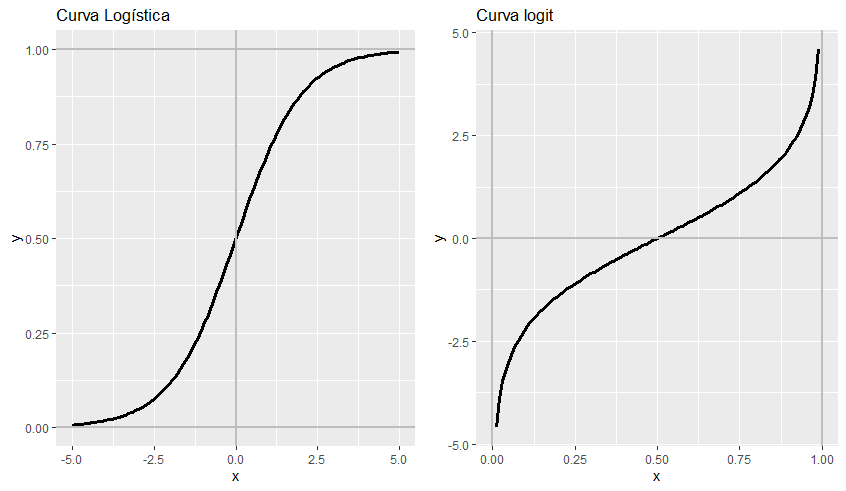 Curva Logística
1.00
0.75
0.50
0.25
0.00
y
-5.0 -2.5 0.0 2.5 5.0
x
Curva logit
5.0
2.5
0.0
-2.5
-5.0
y
0.00 0.25 0.50 0.75 1.00
x